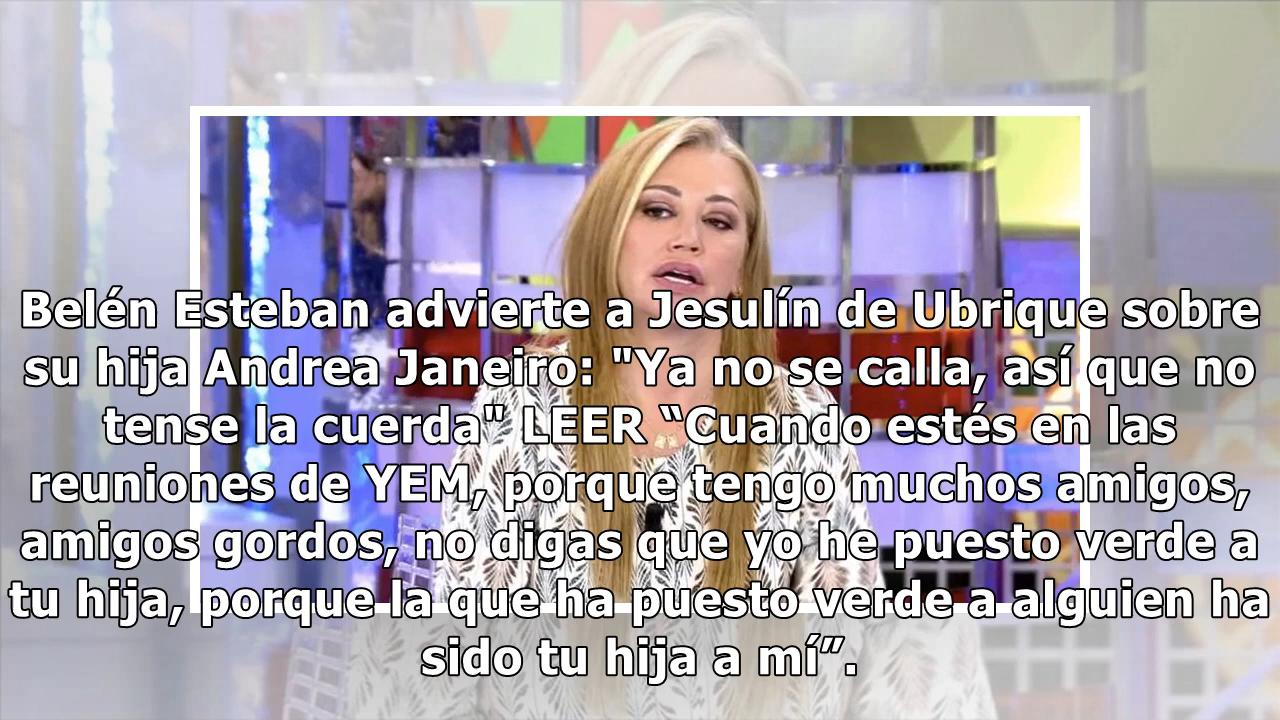 Belén Esteban advierte a Jesulín de Ubrique sobre
su hija Andrea Janeiro: "Ya no se calla, así que no
tense la cuerda" LEER “Cuando estés en las
reuniones de YEM, porque tengo muchos amigos,
amigos gordos, no digas que yo he puesto verde a
tu hija, porque la que ha puesto verde a alguien ha
sido tu hija a mí”.